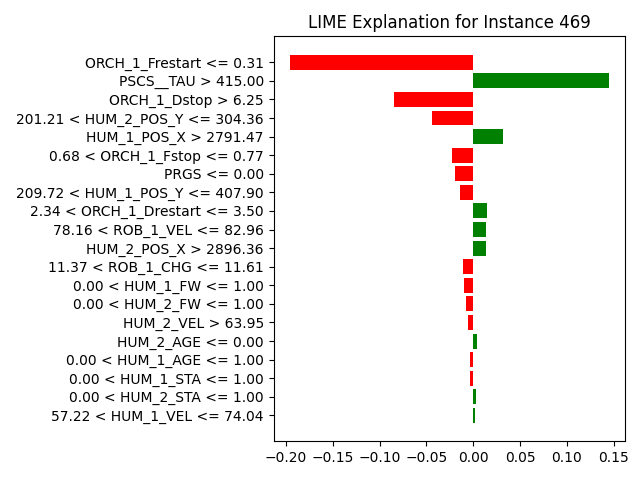 LIME Explanation for Instance 469
ORCH_1_Frestart <= 0.31
PSCS__TAU > 415.00
ORCH_1_Dstop > 6.25
201.21 < HUM_2_POS_Y <= 304.36
HUM_1_POS_X > 2791.47
0.68 < ORCH_1_Fstop <= 0.77
PRGS <= 0.00
209.72 < HUM_1_POS_Y <= 407.90
2.34 < ORCH_1_Drestart <= 3.50
78.16 < ROB_1_VEL <= 82.96
HUM_2_POS_X > 2896.36
11.37 < ROB_1_CHG <= 11.61
0.00 < HUM_1_FW <= 1.00
0.00 < HUM_2_FW <= 1.00
HUM_2_VEL > 63.95
HUM_2_AGE <= 0.00
0.00 < HUM_1_AGE <= 1.00
0.00 < HUM_1_STA <= 1.00
0.00 < HUM_2_STA <= 1.00
57.22 < HUM_1_VEL <= 74.04
−0.20 −0.15 −0.10 −0.05 0.00 0.05 0.10 0.15